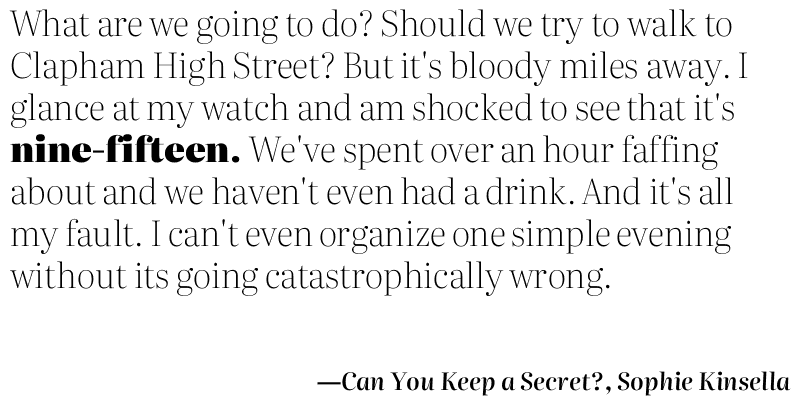 What are we going to do? Should we try to walk to
Clapham High Street? But it's bloody miles away. I
glance at my watch and am shocked to see that it's
nine-fifteen. We've spent over an hour faffing
about and we haven't even had a drink. And it's all
my fault. I can't even organize one simple evening
without its going catastrophically wrong.
—Can You Keep a Secret?, Sophie Kinsella